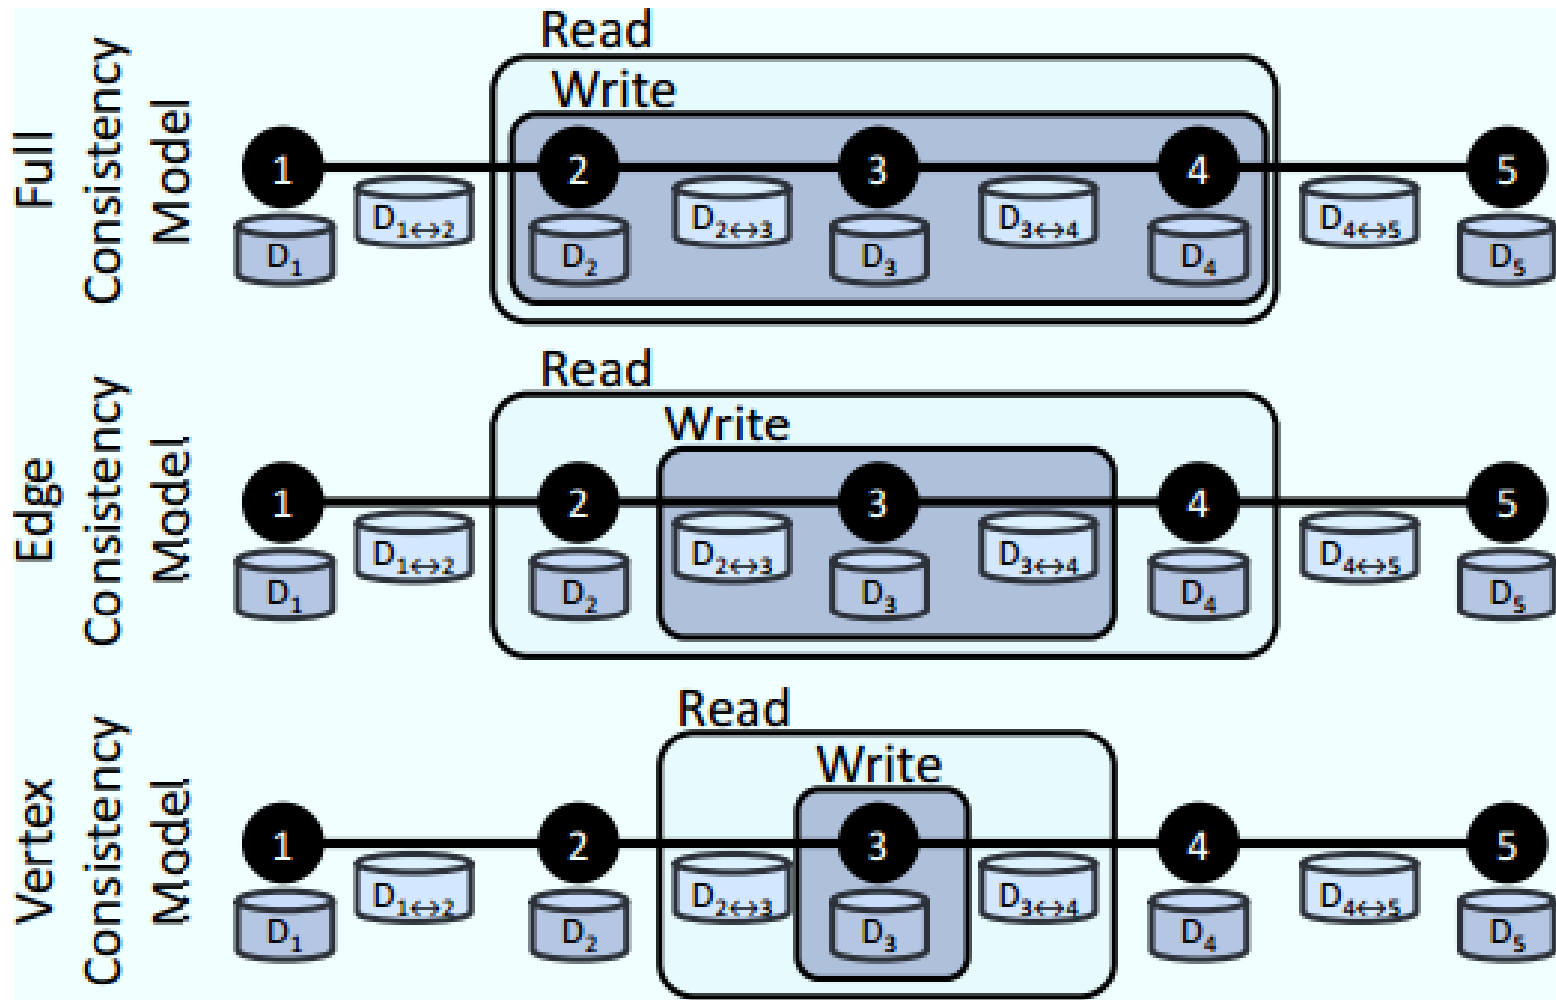 Full
Consistency
Model
Read
Write
1 2 3 4 5
D1 D1↔2 D2 D2↔3 D3 D3↔4 D4 D4↔5 D5
Edge
Consistency
Model
Read
Write
1 2 3 4 5
D1 D1↔2 D2 D2↔3 D3 D3↔4 D4 D4↔5 D5
Vertex
Consistency
Model
Read
Write
1 2 3 4 5
D1 D1↔2 D2 D2↔3 D3 D3↔4 D4 D4↔5 D5